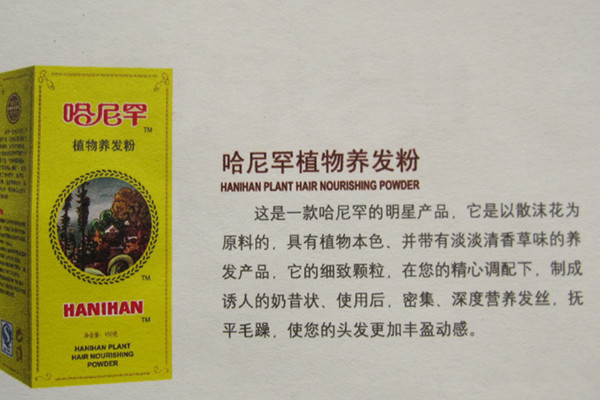 哈尼罕
TM
植物养发粉
TM
HANIHAN
TM
HANIHAN PLANT
HAIR NOURISHING
POWDER
哈尼罕植物养发粉
HANIHAN PLANT HAIR NOURISHING POWDER
这是一款哈尼罕的明星产品，它是以散沫花为
原料的，具有植物本色、并带有淡淡清香草味的养
发产品，它的细致颗粒，在您的精心调配下，制成
诱人的奶昔状、使用后，密集、深度营养发丝，抚
平毛躁，使您的头发更加丰盈动感。